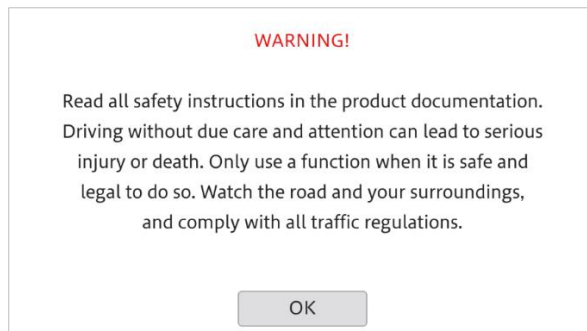 WARNING!
Read all safety instructions in the product documentation.
Driving without due care and attention can lead to serious
injury or death. Only use a function when it is safe and
legal to do so. Watch the road and your surroundings,
and comply with all traffic regulations.
OK